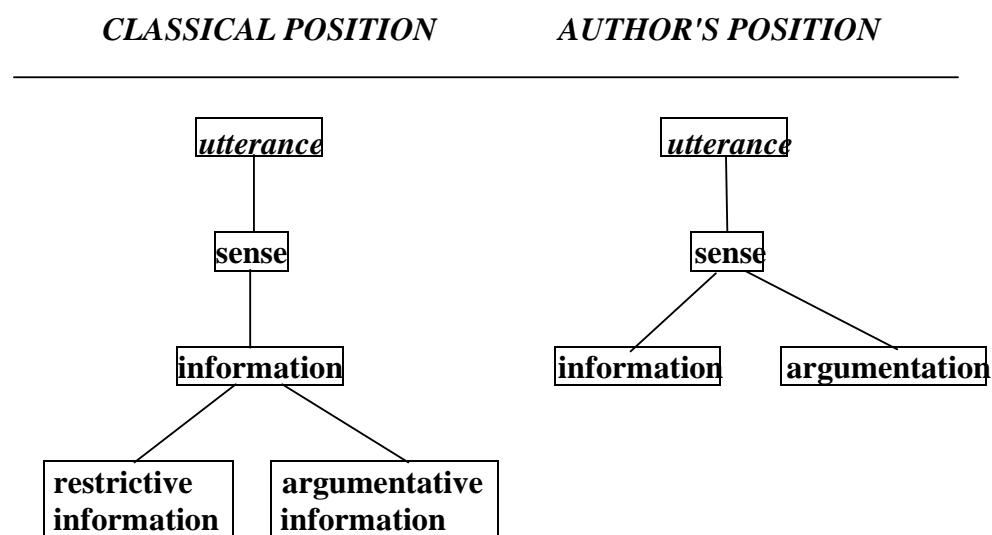 CLASSICAL POSITION AUTHOR'S POSITION
utterance utterance
sense sense
information information argumentation
restrictive argumentative
information information